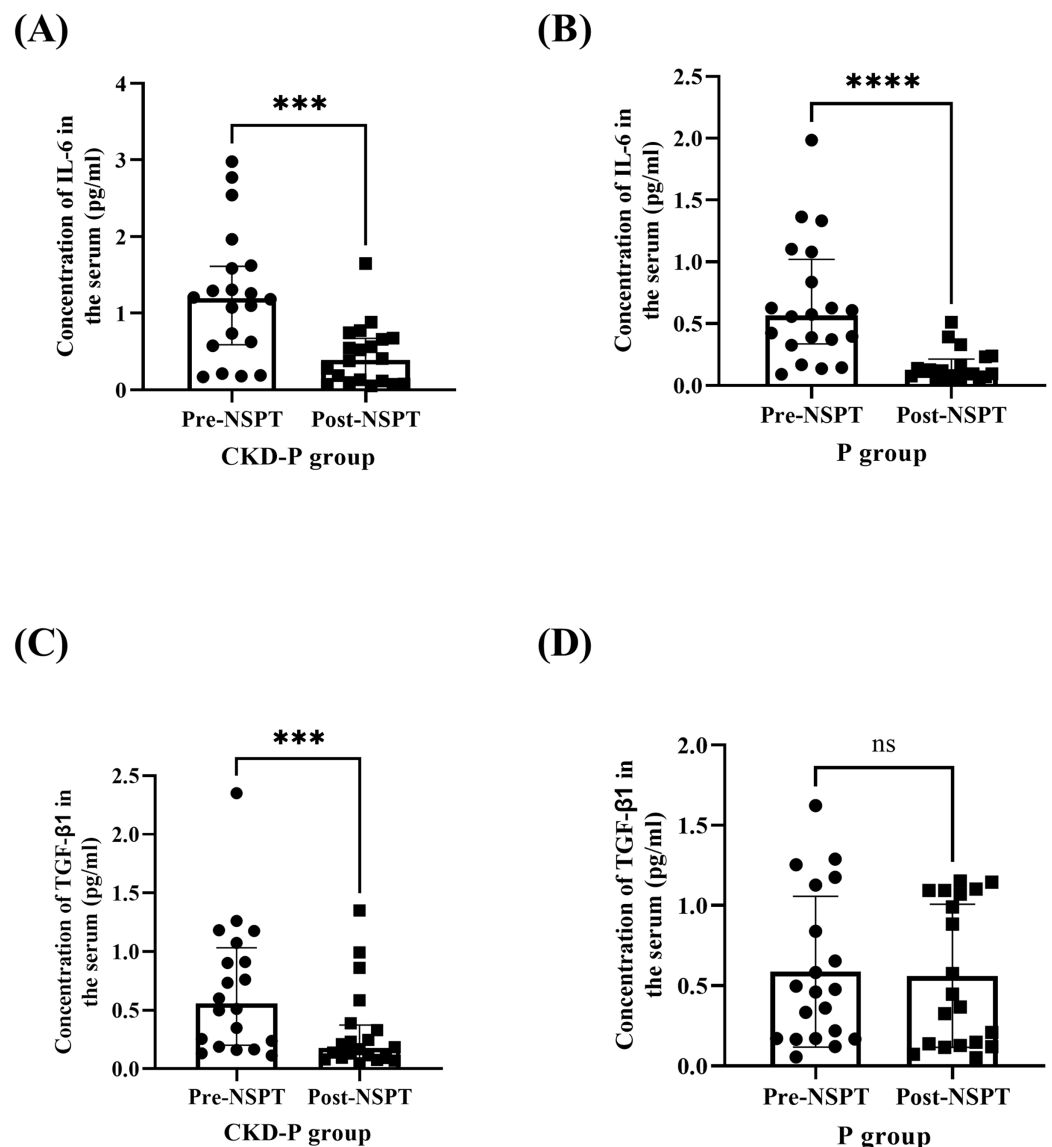 (A)
Concentration of IL-6 in
the serum (pg/ml)
4
3
2
1
0
***
Pre-NSPT Post-NSPT
CKD-P group
(B)
Concentration of IL-6 in
the serum (pg/ml)
2.5
2.0
1.5
1.0
0.5
0.0
****
Pre-NSPT Post-NSPT
P group
(C)
Concentration of TGF-β1 in
the serum (pg/ml)
2.5
2.0
1.5
1.0
0.5
0.0
***
Pre-NSPT Post-NSPT
CKD-P group
(D)
Concentration of TGF-β1 in
the serum (pg/ml)
2.0
1.5
1.0
0.5
0.0
ns
Pre-NSPT Post-NSPT
P group